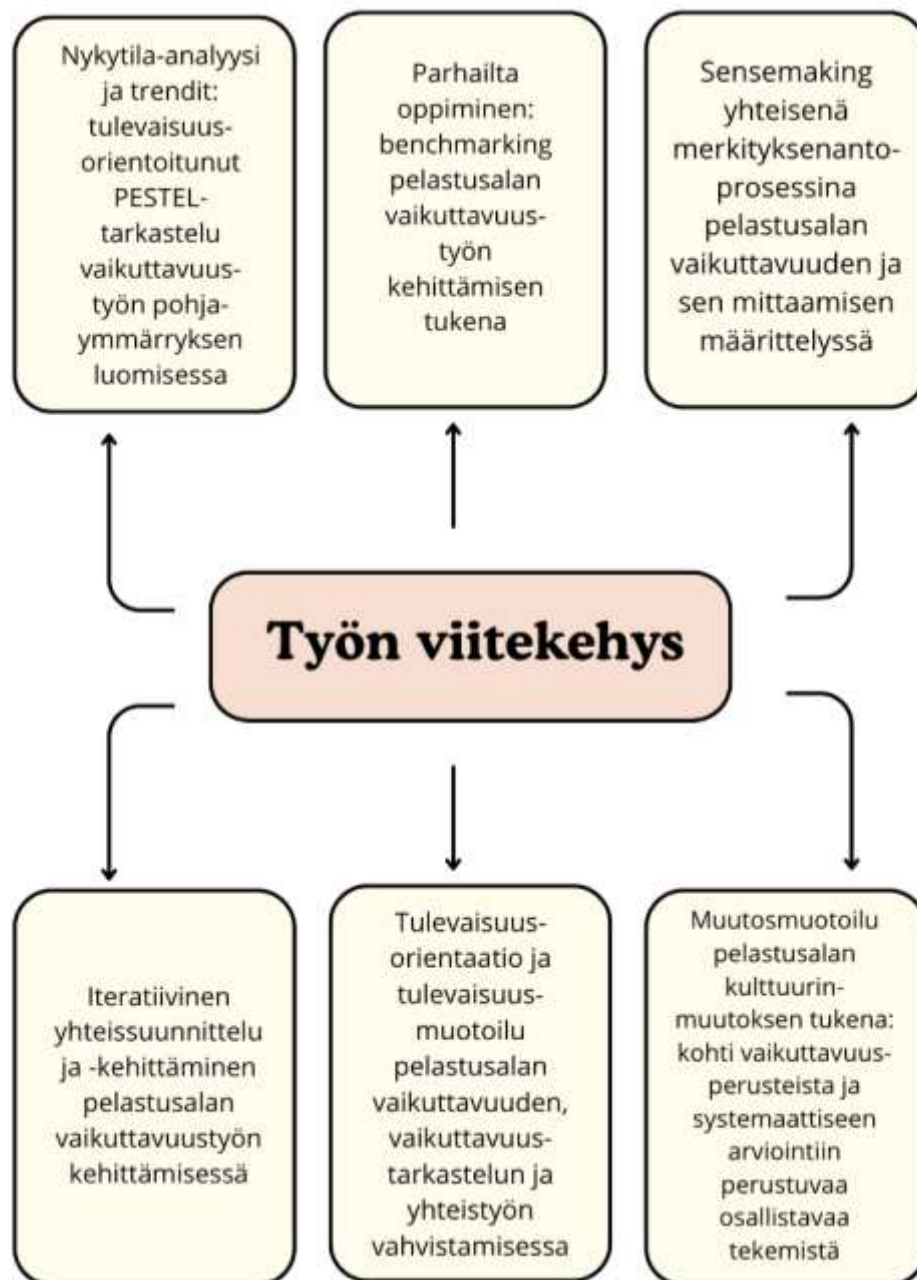 Nykytila-analyysi
ja trendit:
tulevaisuus-
orientoitunut
PESTEL-
tarkastelu
vaikuttavuus-
työn pohja-
ymmärryksen
luomisessa
Parhailta
oppiminen:
benchmarking
pelastusalan
vaikuttavuus-
työn
kehittämisen
tukena
Sensemaking
yhteisenä
merkityksenanto-
prosessina
pelastusalan
vaikuttavuuden ja
sen mittaamisen
määrittelyssä
Työn viitekehys
Iteratiivinen
yhteissuunnittelu
ja -kehittäminen
pelastusalan
vaikuttavuustyön
kehittämisessä
Tulevaisuus-
orientaatio ja
tulevaisuus-
muotoilu
pelastusalan
vaikuttavuuden,
vaikuttavuus-
tarkastelun ja
yhteistyön
vahvistamisessa
Muutosmuotoilu
pelastusalan
kulttuurin-
muutoksen tukena:
kohti vaikuttavuus-
perusteista ja
systemaattiseen
arviointiin
perustuvaa
osallistavaa
tekemistä